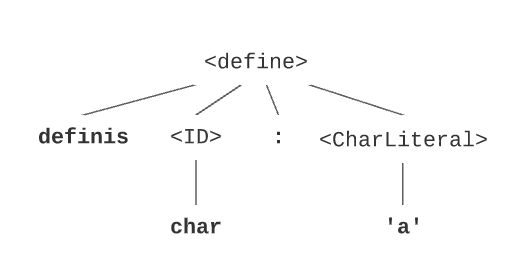 <define>
definis <ID> : <CharLiteral>
char 'a'